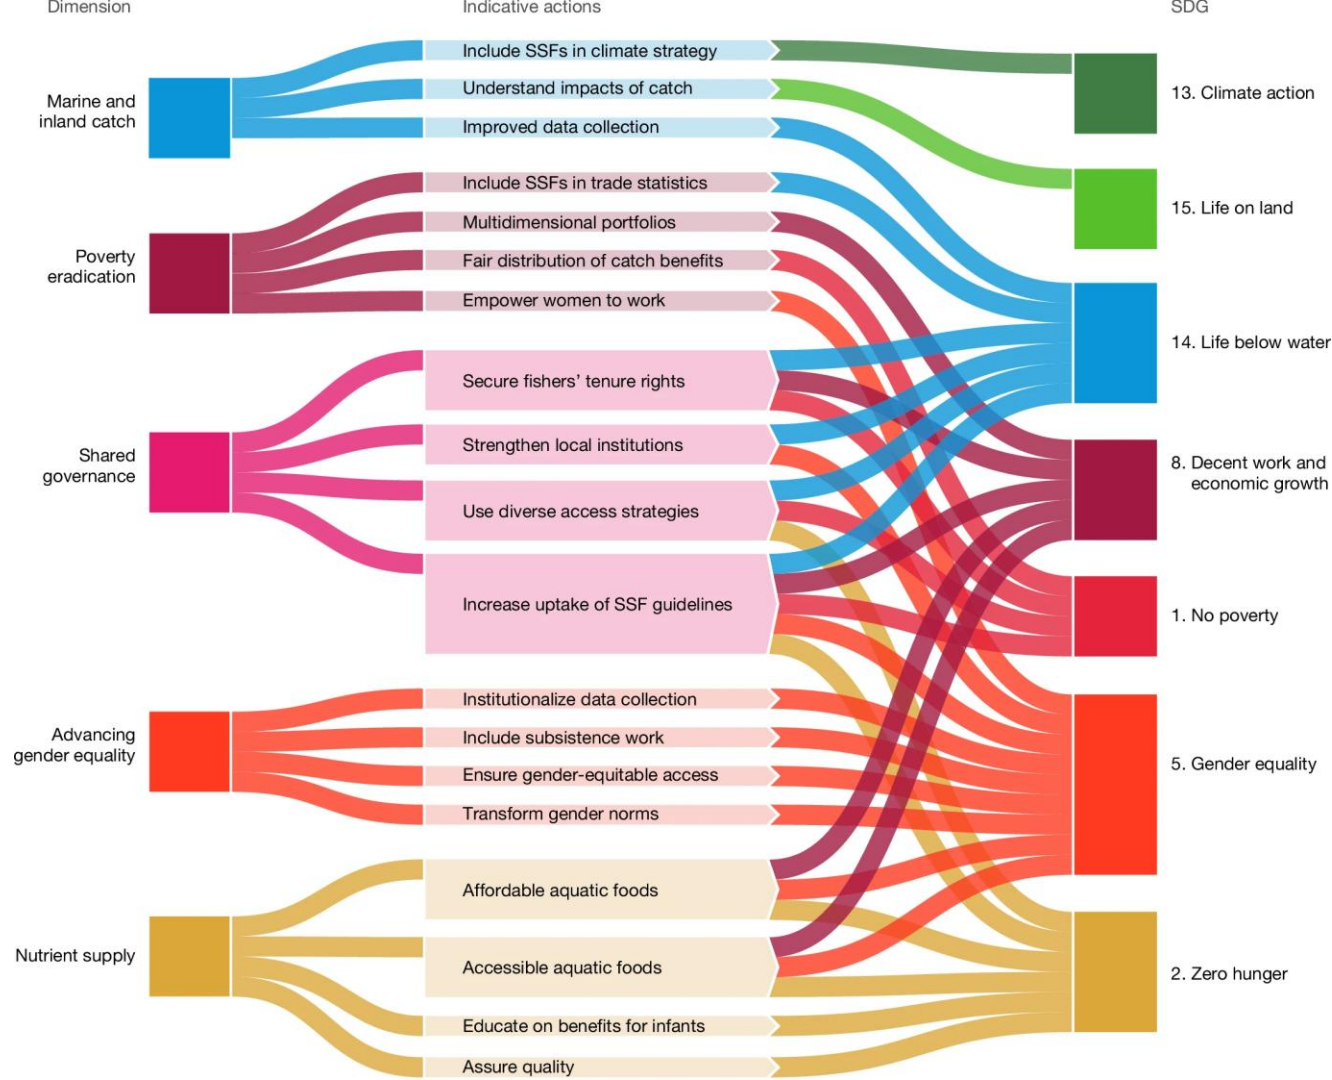 Dimension
Indicative actions
SDG
Marine and
inland catch
Poverty
eradication
Shared
governance
Advancing
gender equality
Nutrient supply
Include SSFs in climate strategy
Understand impacts of catch
Improved data collection
Include SSFs in trade statistics
Multidimensional portfolios
Fair distribution of catch benefits
Empower women to work
Secure fishers’ tenure rights
Strengthen local institutions
Use diverse access strategies
Increase uptake of SSF guidelines
Institutionalize data collection
Include subsistence work
Ensure gender-equitable access
Transform gender norms
Affordable aquatic foods
Accessible aquatic foods
Educate on benefits for infants
Assure quality
13. Climate action
15. Life on land
14. Life below water
8. Decent work and
economic growth
1. No poverty
5. Gender equality
2. Zero hunger